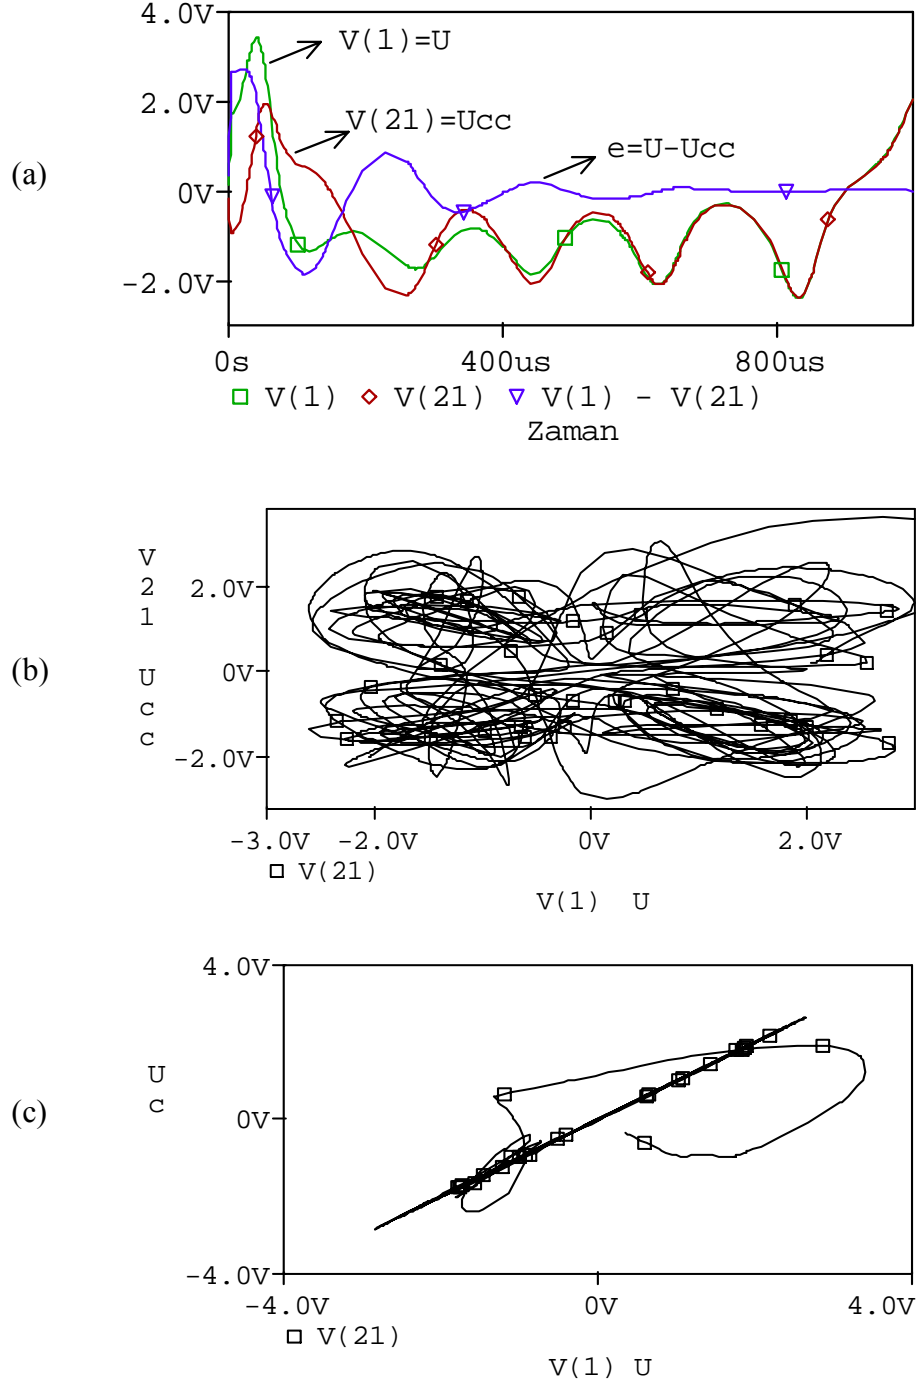 4.0V
V(1)=U
2.0V
V(21)=Ucc
e=U-Ucc
(a)
0V
-2.0V
0s 400us 800us
V(1) V(21) V(1) - V(21)
Zaman
V
21
Ucc
2.0V
(b)
0V
-2.0V
-3.0V -2.0V 0V 2.0V
V(21)
V(1) U
4.0V
Uc
(c)
0V
-4.0V
-4.0V 0V 4.0V
V(21)
V(1) U